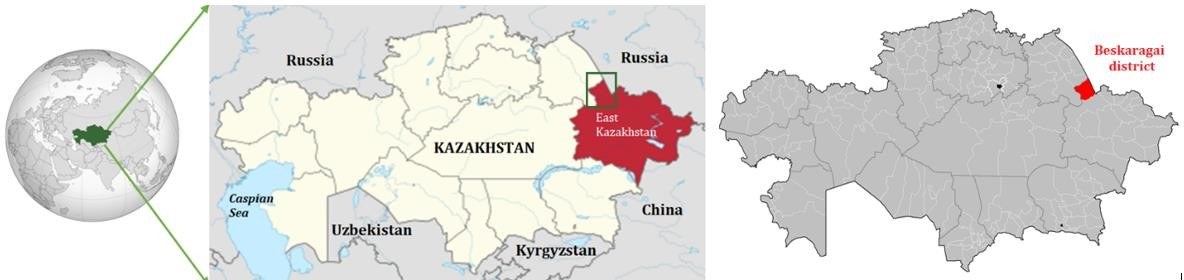 Russia
Russia
East
Kazakhstan
KAZAKHSTAN
Caspian
Sea
China
Uzbekistan
Kyrgyzstan
Beskaragai
district